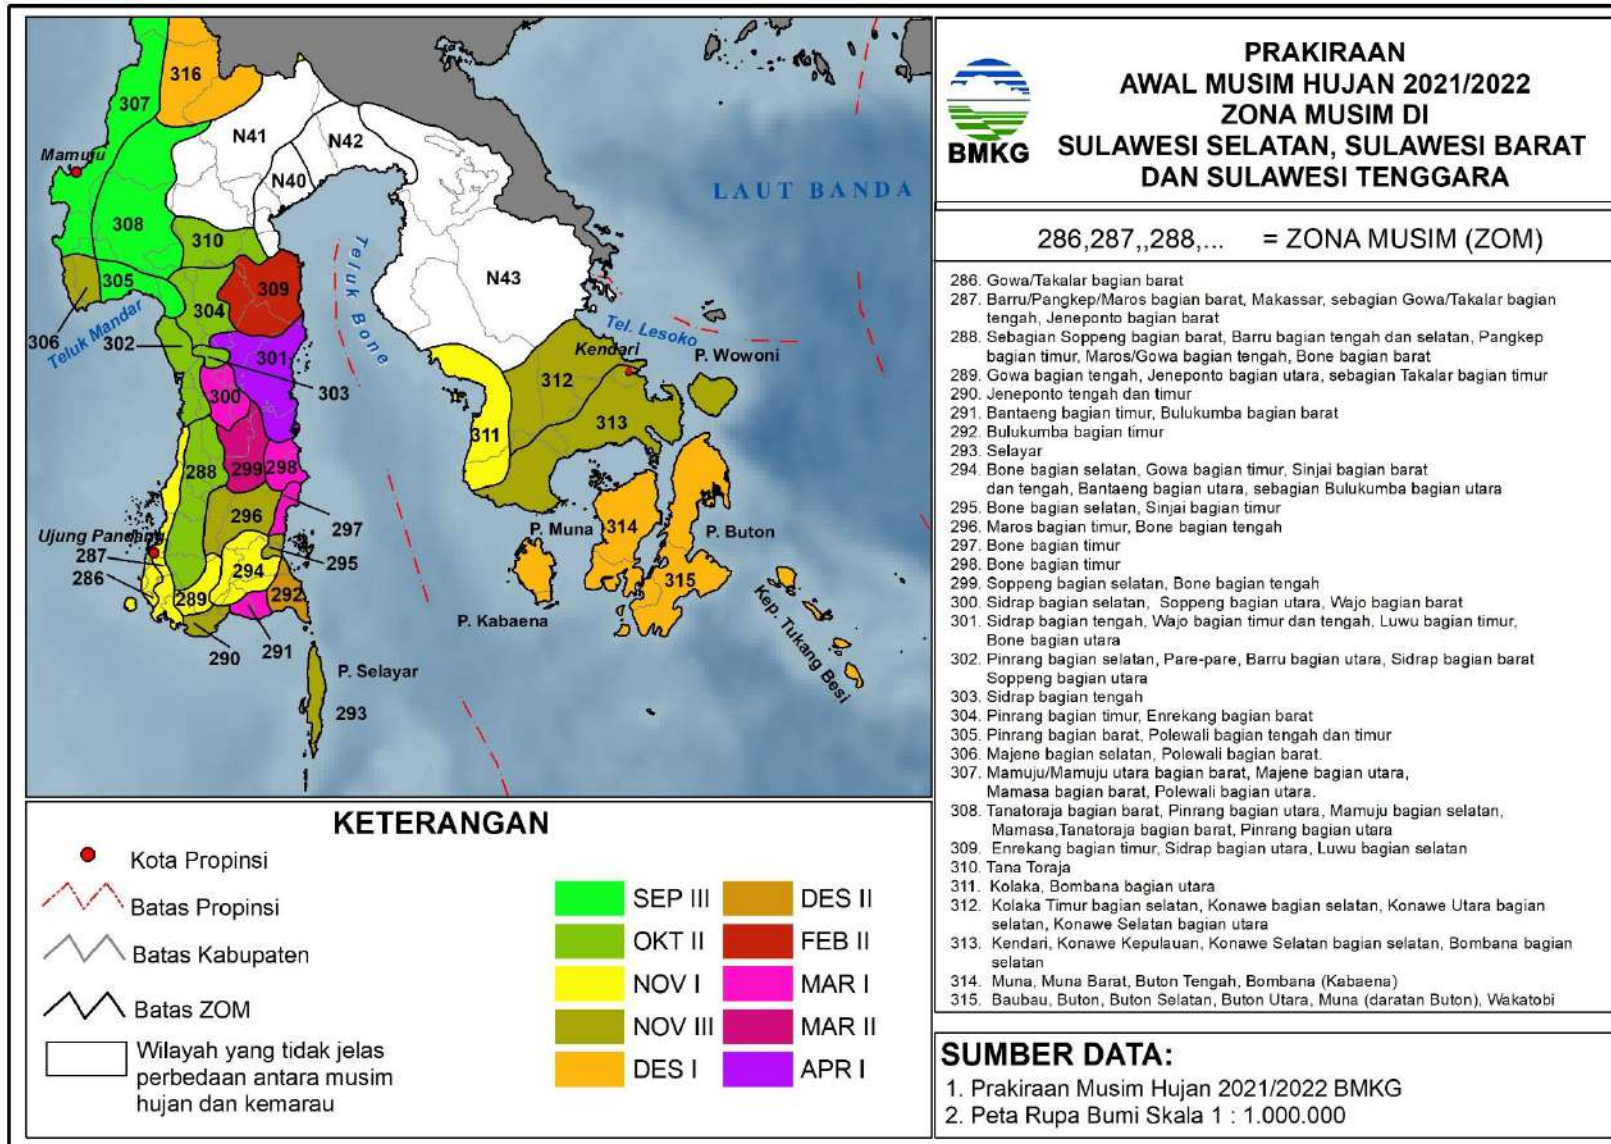 PRAKIRAAN
AWAL MUSIM HUJAN 2021/2022
ZONA MUSIM DI
SULAWESI SELATAN, SULAWESI BARAT
DAN SULAWESI TENGGARA
BMKG
286,287,,288,... = ZONA MUSIM (ZOM)
286. Gowa/Takalar bagian barat
287. Barru/Pangkep/Maros bagian barat, Makassar, sebagian Gowa/Takalar bagian
tengah, Jeneponto bagian barat
288. Sebagian Soppeng bagian barat, Barru bagian tengah dan selatan, Pangkep
bagian timur, Maros/Gowa bagian tengah, Bone bagian barat
289. Gowa bagian tengah, Jeneponto bagian utara, sebagian Takalar bagian timur
290. Jeneponto tengah dan timur
291. Bantaeng bagian timur, Bulukumba bagian barat
292. Bulukumba bagian timur
293. Selayar
294. Bone bagian selatan, Gowa bagian timur, Sinjai bagian barat
dan tengah, Bantaeng bagian utara, sebagian Bulukumba bagian utara
295. Bone bagian selatan, Sinjai bagian timur
296. Maros bagian timur, Bone bagian tengah
297. Bone bagian timur
298. Bone bagian timur
299. Soppeng bagian selatan, Bone bagian tengah
300. Sidrap bagian selatan, Soppeng bagian utara, Wajo bagian barat
301. Sidrap bagian tengah, Wajo bagian timur dan tengah, Luwu bagian timur,
Bone bagian utara
302. Pinrang bagian selatan, Pare-pare, Barru bagian utara, Sidrap bagian barat
Soppeng bagian utara
303. Sidrap bagian tengah
304. Pinrang bagian timur, Enrekang bagian barat
305. Pinrang bagian barat, Polewali bagian tengah dan timur
306. Majene bagian selatan, Polewali bagian barat.
307. Mamuju/Mamuju utara bagian barat, Majene bagian utara,
Mamasa bagian barat, Polewali bagian utara.
308. Tanatoraja bagian barat, Pinrang bagian utara, Mamuju bagian selatan,
Mamasa,Tanatoraja bagian barat, Pinrang bagian utara
309. Enrekang bagian timur, Sidrap bagian utara, Luwu bagian selatan
310. Tana Toraja
311. Kolaka, Bombana bagian utara
312. Kolaka Timur bagian selatan, Konawe bagian selatan, Konawe Utara bagian
selatan, Konawe Selatan bagian utara
313. Kendari, Konawe Kepulauan, Konawe Selatan bagian selatan, Bombana bagian
selatan
314. Muna, Muna Barat, Buton Tengah, Bombana (Kabaena)
315. Baubau, Buton, Buton Selatan, Buton Utara, Muna (daratan Buton), Wakatobi
SUMBER DATA:
1. Prakiraan Musim Hujan 2021/2022 BMKG
2. Peta Rupa Bumi Skala 1 : 1.000.000
316
307
N41
N42
Mamuju
N40
LAUT BANDA
308
310
Teluk Bone
N43
305
309
306
304
Teluk Mandar
302
301
Tel. Lesoko
Kendari
P. Wowoni
303
312
300
313
311
288
299
298
296
297
P. Muna
314
P. Buton
Ujung Pandang
287
295
286
294
315
289
292
Kep. Tukang Besi
P. Kabaena
290
291
P. Selayar
293
KETERANGAN
Kota Propinsi
Batas Propinsi
Batas Kabupaten
Batas ZOM
Wilayah yang tidak jelas
perbedaan antara musim
hujan dan kemarau
SEP III
OKT II
NOV I
NOV III
DES I
DES II
FEB II
MAR I
MAR II
APR I